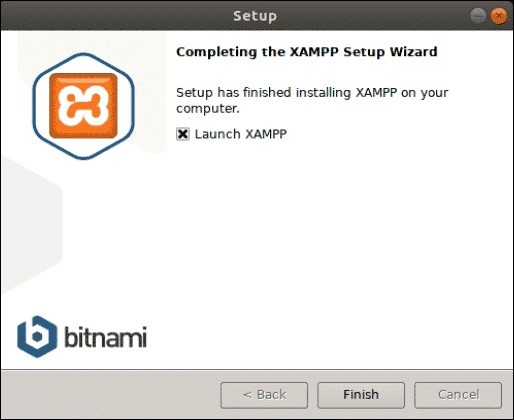 Setup
Completing the XAMPP Setup Wizard
Setup has finished installing XAMPP on your
computer.
Launch XAMPP
bitnami
< Back
Finish
Cancel